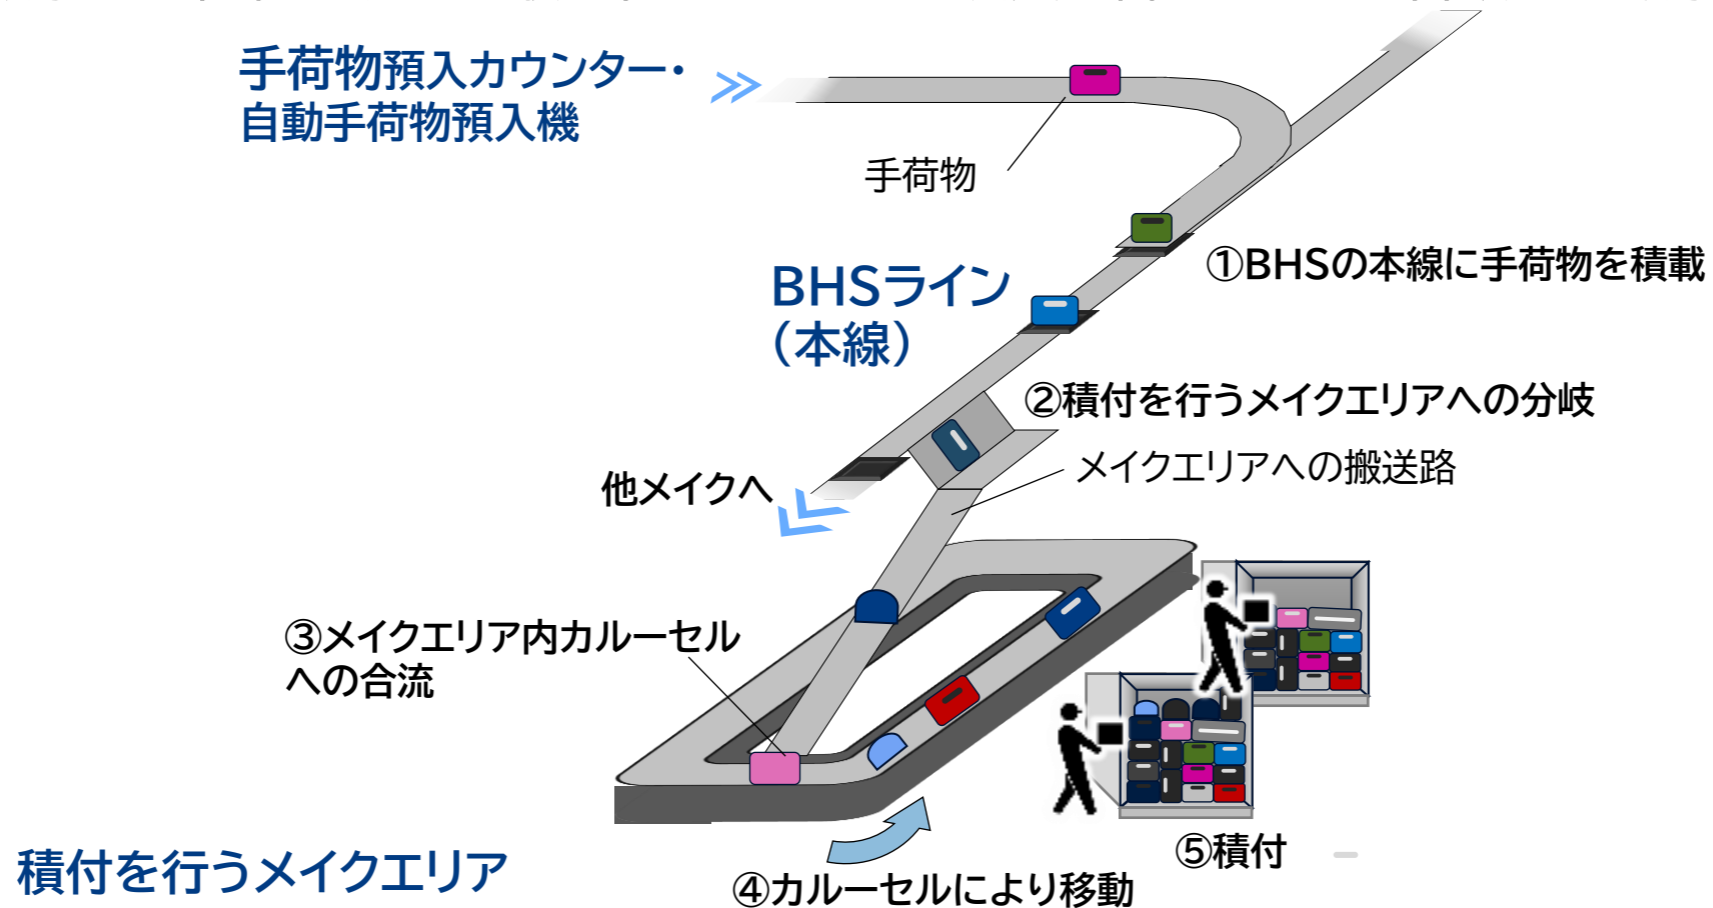 手荷物預入カウンター・
自動手荷物預入機
手荷物
①BHSの本線に手荷物を積載
BHSライン
(本線)
②積付を行うメイクエリアへの分岐
メイクエリアへの搬送路
他メイクへ
③メイクエリア内カルーセル
への合流
⑤積付
④カルーセルにより移動
積付を行うメイクエリア